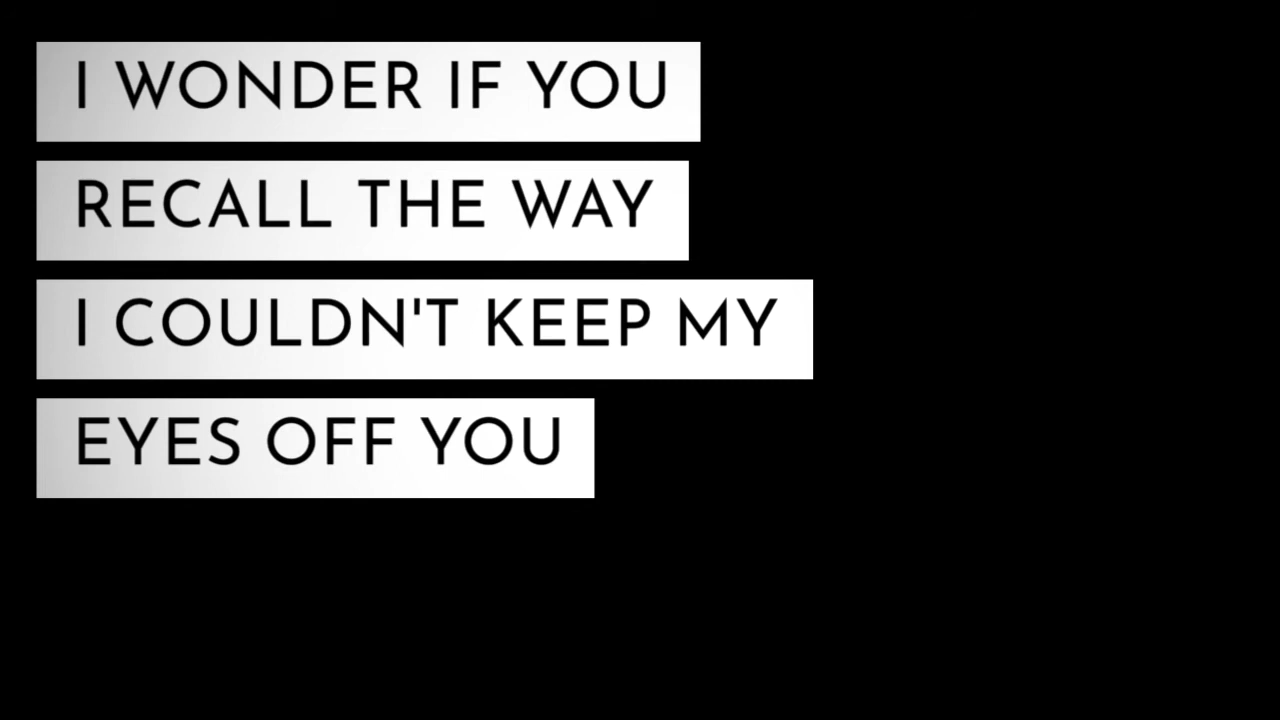 I WONDER IF YOU
RECALL THE WAY
I COULDN'T KEEP MY
EYES OFF YOU